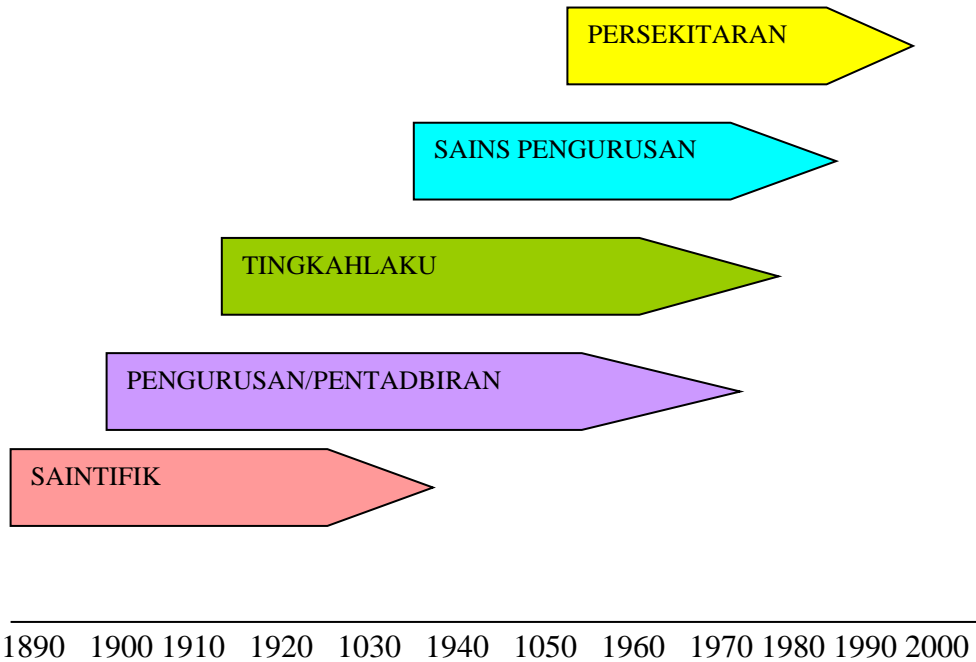 PERSEKITARAN
SAINS PENGURUSAN
TINGKAHLAKU
PENGURUSAN/PENTADBIRAN
SAINTIFIK
1890 1900 1910 1920 1030 1940 1050 1960 1970 1980 1990 2000